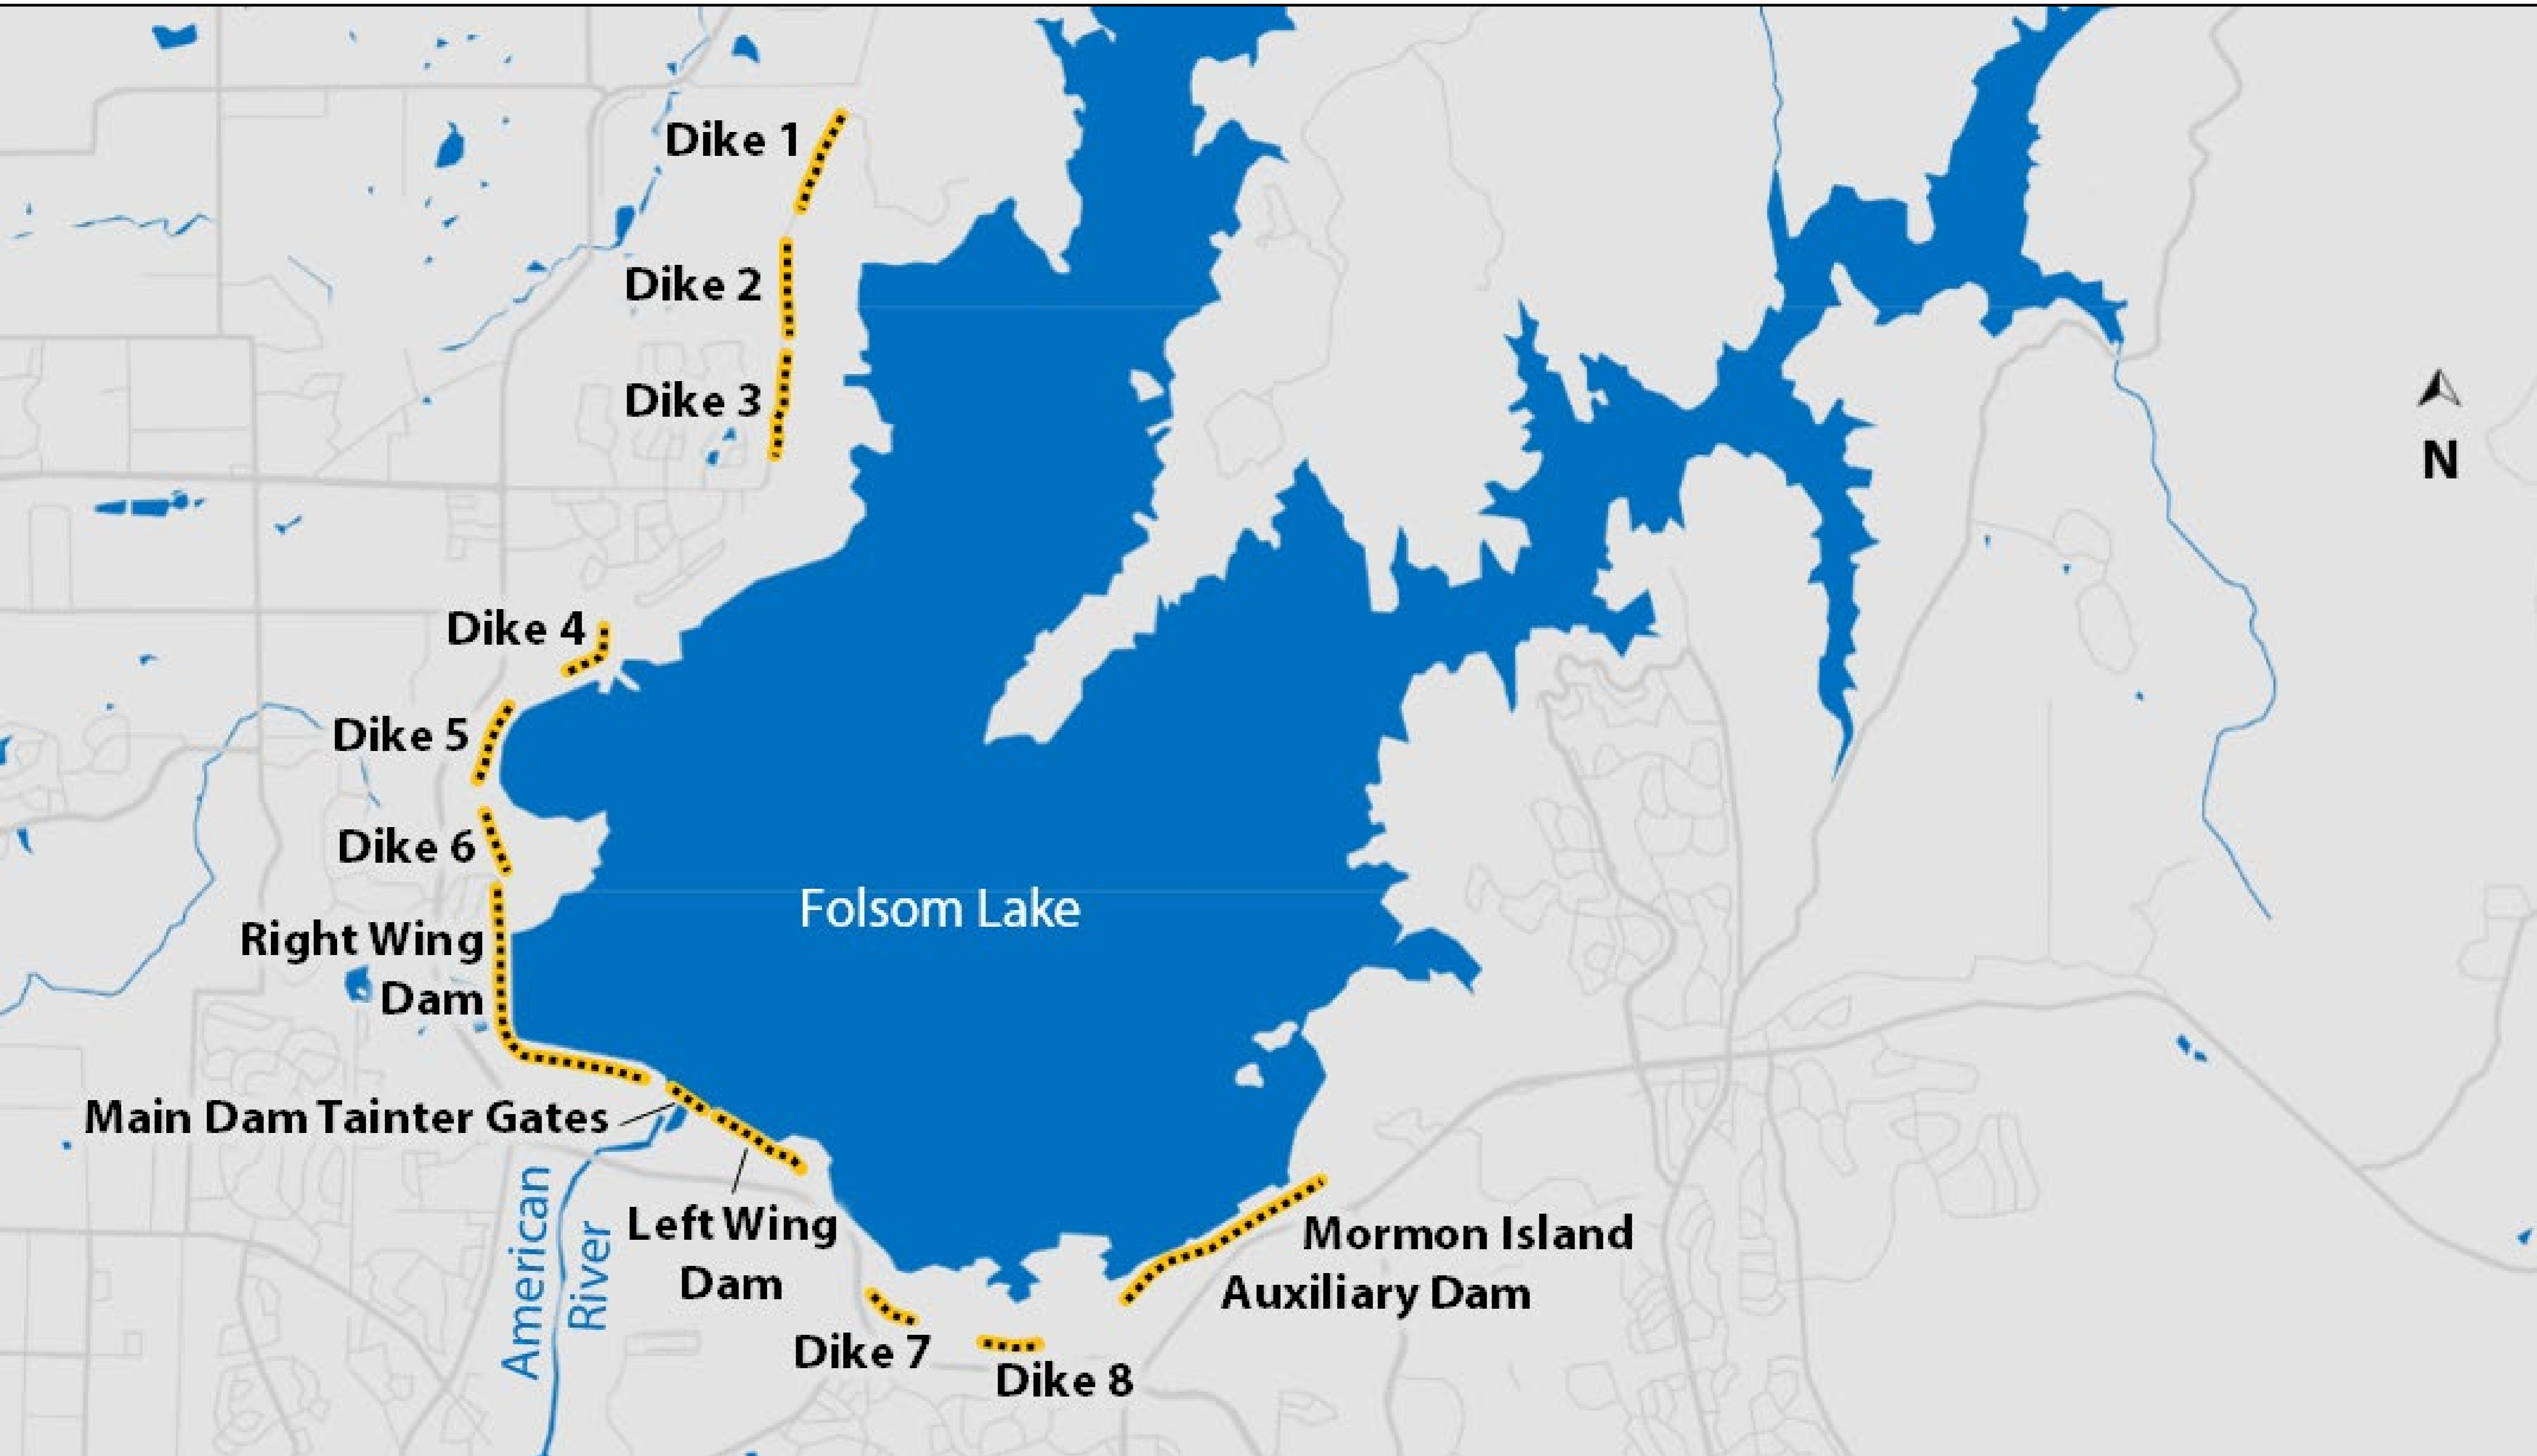 Dike 1
Dike 2
Dike 3
N
Dike 4
Dike 5
Dike 6
Folsom Lake
Right Wing
Dam
Main Dam Tainter Gates
American
River
Left Wing
Dam
Mormon Island
Auxiliary Dam
Dike 7
Dike 8